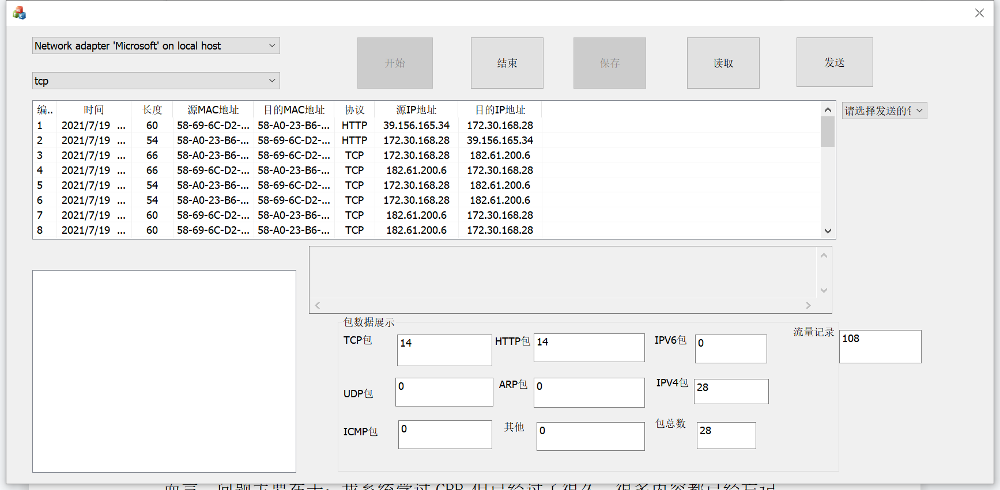 Network adapter 'Microsoft' on local host
开始 结束 保存 读取 发送
tcp
编.. 时间 长度 源MAC地址 目的MAC地址 协议 源IP地址 目的IP地址
请选择发送的
1 2021/7/19 ... 60 58-69-6C-D2-... 58-A0-23-B6-... HTTP 39.156.165.34 172.30.168.28
2 2021/7/19 ... 54 58-A0-23-B6-... 58-69-6C-D2-... HTTP 172.30.168.28 39.156.165.34
3 2021/7/19 ... 66 58-A0-23-B6-... 58-69-6C-D2-... TCP 172.30.168.28 182.61.200.6
4 2021/7/19 ... 66 58-69-6C-D2-... 58-A0-23-B6-... TCP 182.61.200.6 172.30.168.28
5 2021/7/19 ... 54 58-A0-23-B6-... 58-69-6C-D2-... TCP 172.30.168.28 182.61.200.6
6 2021/7/19 ... 54 58-A0-23-B6-... 58-69-6C-D2-... TCP 172.30.168.28 182.61.200.6
7 2021/7/19 ... 60 58-69-6C-D2-... 58-A0-23-B6-... TCP 182.61.200.6 172.30.168.28
8 2021/7/19 ... 60 58-69-6C-D2-... 58-A0-23-B6-... TCP 182.61.200.6 172.30.168.28
包数据展示
TCP包 14 HTTP包 14 IPV6包 0 流量记录 108
UDP包 0 ARP包 0 IPV4包 28
ICMP包 0 其他 0 包总数 28